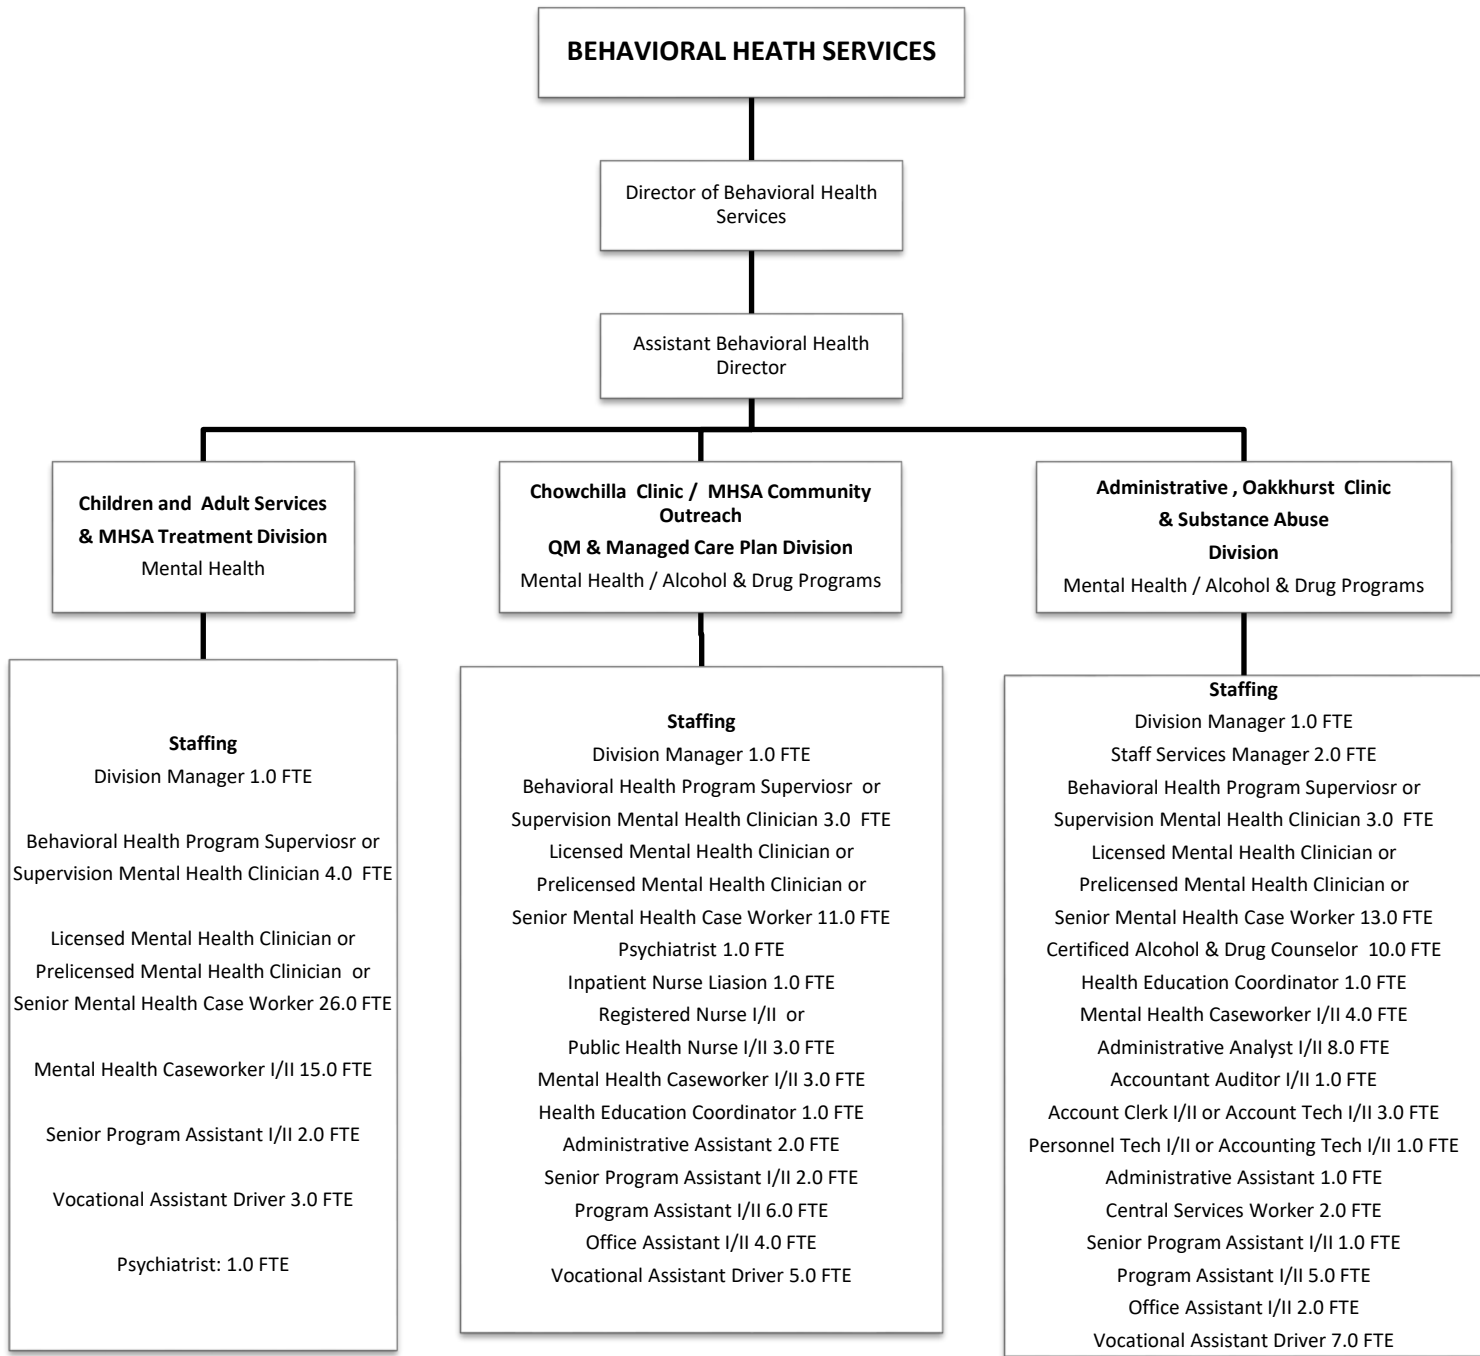 BEHAVIORAL HEATH SERVICES
Director of Behavioral Health
Services
Assistant Behavioral Health
Director
Children and Adult Services
& MHSA Treatment Division
Mental Health
Chowchilla Clinic / MHSA Community
Outreach
QM & Managed Care Plan Division
Mental Health / Alcohol & Drug Programs
Administrative , Oakkhurst Clinic
& Substance Abuse
Division
Mental Health / Alcohol & Drug Programs
Staffing
Division Manager 1.0 FTE
Behavioral Health Program Superviosr or
Supervision Mental Health Clinician 4.0 FTE
Licensed Mental Health Clinician or
Prelicensed Mental Health Clinician or
Senior Mental Health Case Worker 26.0 FTE
Mental Health Caseworker I/II 15.0 FTE
Senior Program Assistant I/II 2.0 FTE
Vocational Assistant Driver 3.0 FTE
Psychiatrist: 1.0 FTE
Staffing
Division Manager 1.0 FTE
Behavioral Health Program Superviosr or
Supervision Mental Health Clinician 3.0 FTE
Licensed Mental Health Clinician or
Prelicensed Mental Health Clinician or
Senior Mental Health Case Worker 11.0 FTE
Psychiatrist 1.0 FTE
Inpatient Nurse Liasion 1.0 FTE
Registered Nurse I/II or
Public Health Nurse I/II 3.0 FTE
Mental Health Caseworker I/II 3.0 FTE
Health Education Coordinator 1.0 FTE
Administrative Assistant 2.0 FTE
Senior Program Assistant I/II 2.0 FTE
Program Assistant I/II 6.0 FTE
Office Assistant I/II 4.0 FTE
Vocational Assistant Driver 5.0 FTE
Staffing
Division Manager 1.0 FTE
Staff Services Manager 2.0 FTE
Behavioral Health Program Superviosr or
Supervision Mental Health Clinician 3.0 FTE
Licensed Mental Health Clinician or
Prelicensed Mental Health Clinician or
Senior Mental Health Case Worker 13.0 FTE
Certificed Alcohol & Drug Counselor 10.0 FTE
Health Education Coordinator 1.0 FTE
Mental Health Caseworker I/II 4.0 FTE
Administrative Analyst I/II 8.0 FTE
Accountant Auditor I/II 1.0 FTE
Account Clerk I/II or Account Tech I/II 3.0 FTE
Personnel Tech I/II or Accounting Tech I/II 1.0 FTE
Administrative Assistant 1.0 FTE
Central Services Worker 2.0 FTE
Senior Program Assistant I/II 1.0 FTE
Program Assistant I/II 5.0 FTE
Office Assistant I/II 2.0 FTE
Vocational Assistant Driver 7.0 FTE